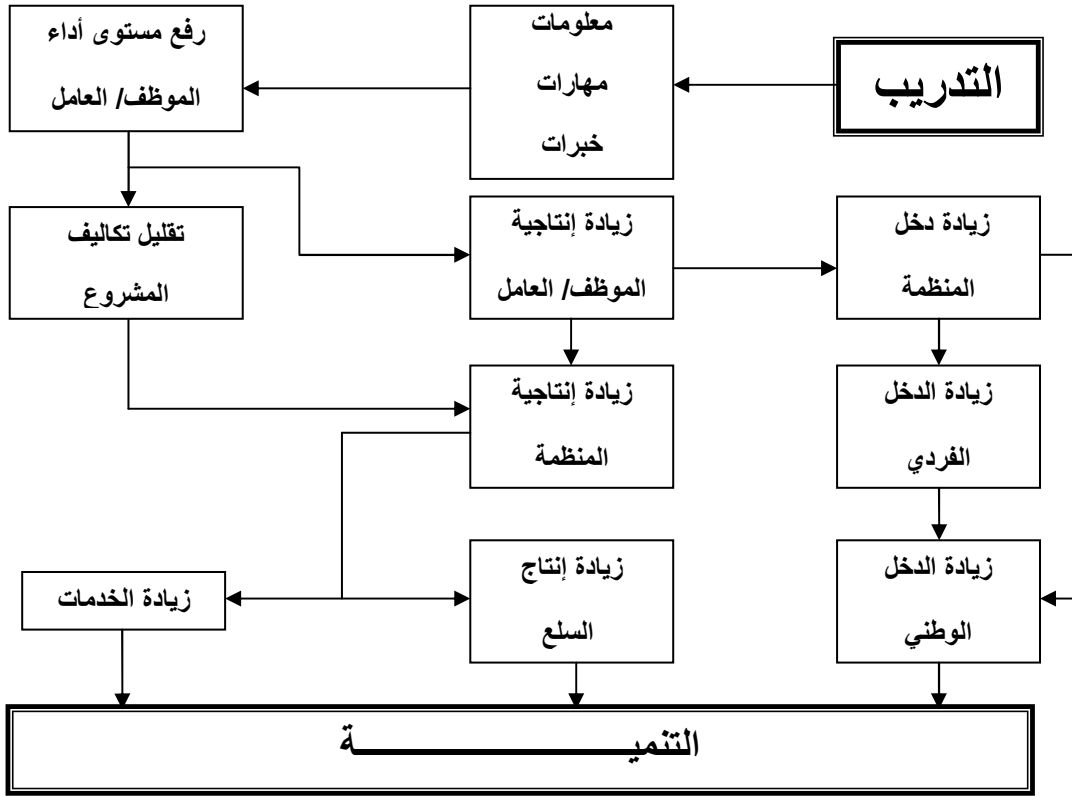 التدريب
معلومات
مهارات
خبرات
رفع مستوى أداء
الموظف/ العامل
زيادة دخل
المنظمة
زيادة إنتاجية
الموظف/ العامل
تقليل تكاليف
المشروع
زيادة الدخل
الفردي
زيادة إنتاجية
المنظمة
زيادة الدخل
الوطني
زيادة إنتاج
السلع
زيادة الخدمات
التنميـــــــــــــــــة